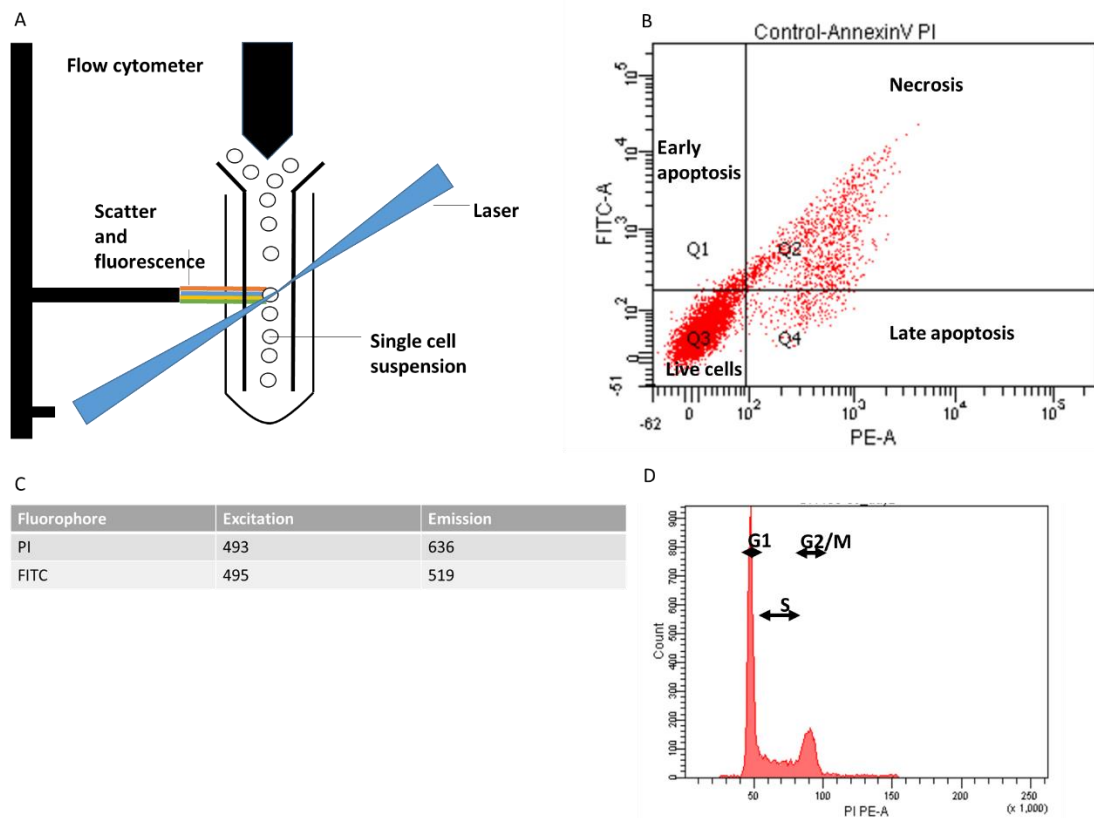 A
Flow cytometer
Scatter
and
fluorescence
Laser
Single cell
suspension
B
Control-AnnexinV PI
Necrosis
Early
apoptosis
Q1
Q2
Q3
Q4
Live cells
Late apoptosis
FITC-A
10^5
10^4
10^3
10^2
0
-51
-62
0
10^2
10^3
10^4
10^5
PE-A
C
Fluorophore Excitation Emission
PI 493 636
FITC 495 519
D
G1
G2/M
S
Count
900
800
700
600
500
400
300
200
100
0
50 100 150 200 250
(x 1,000)
PI PE-A